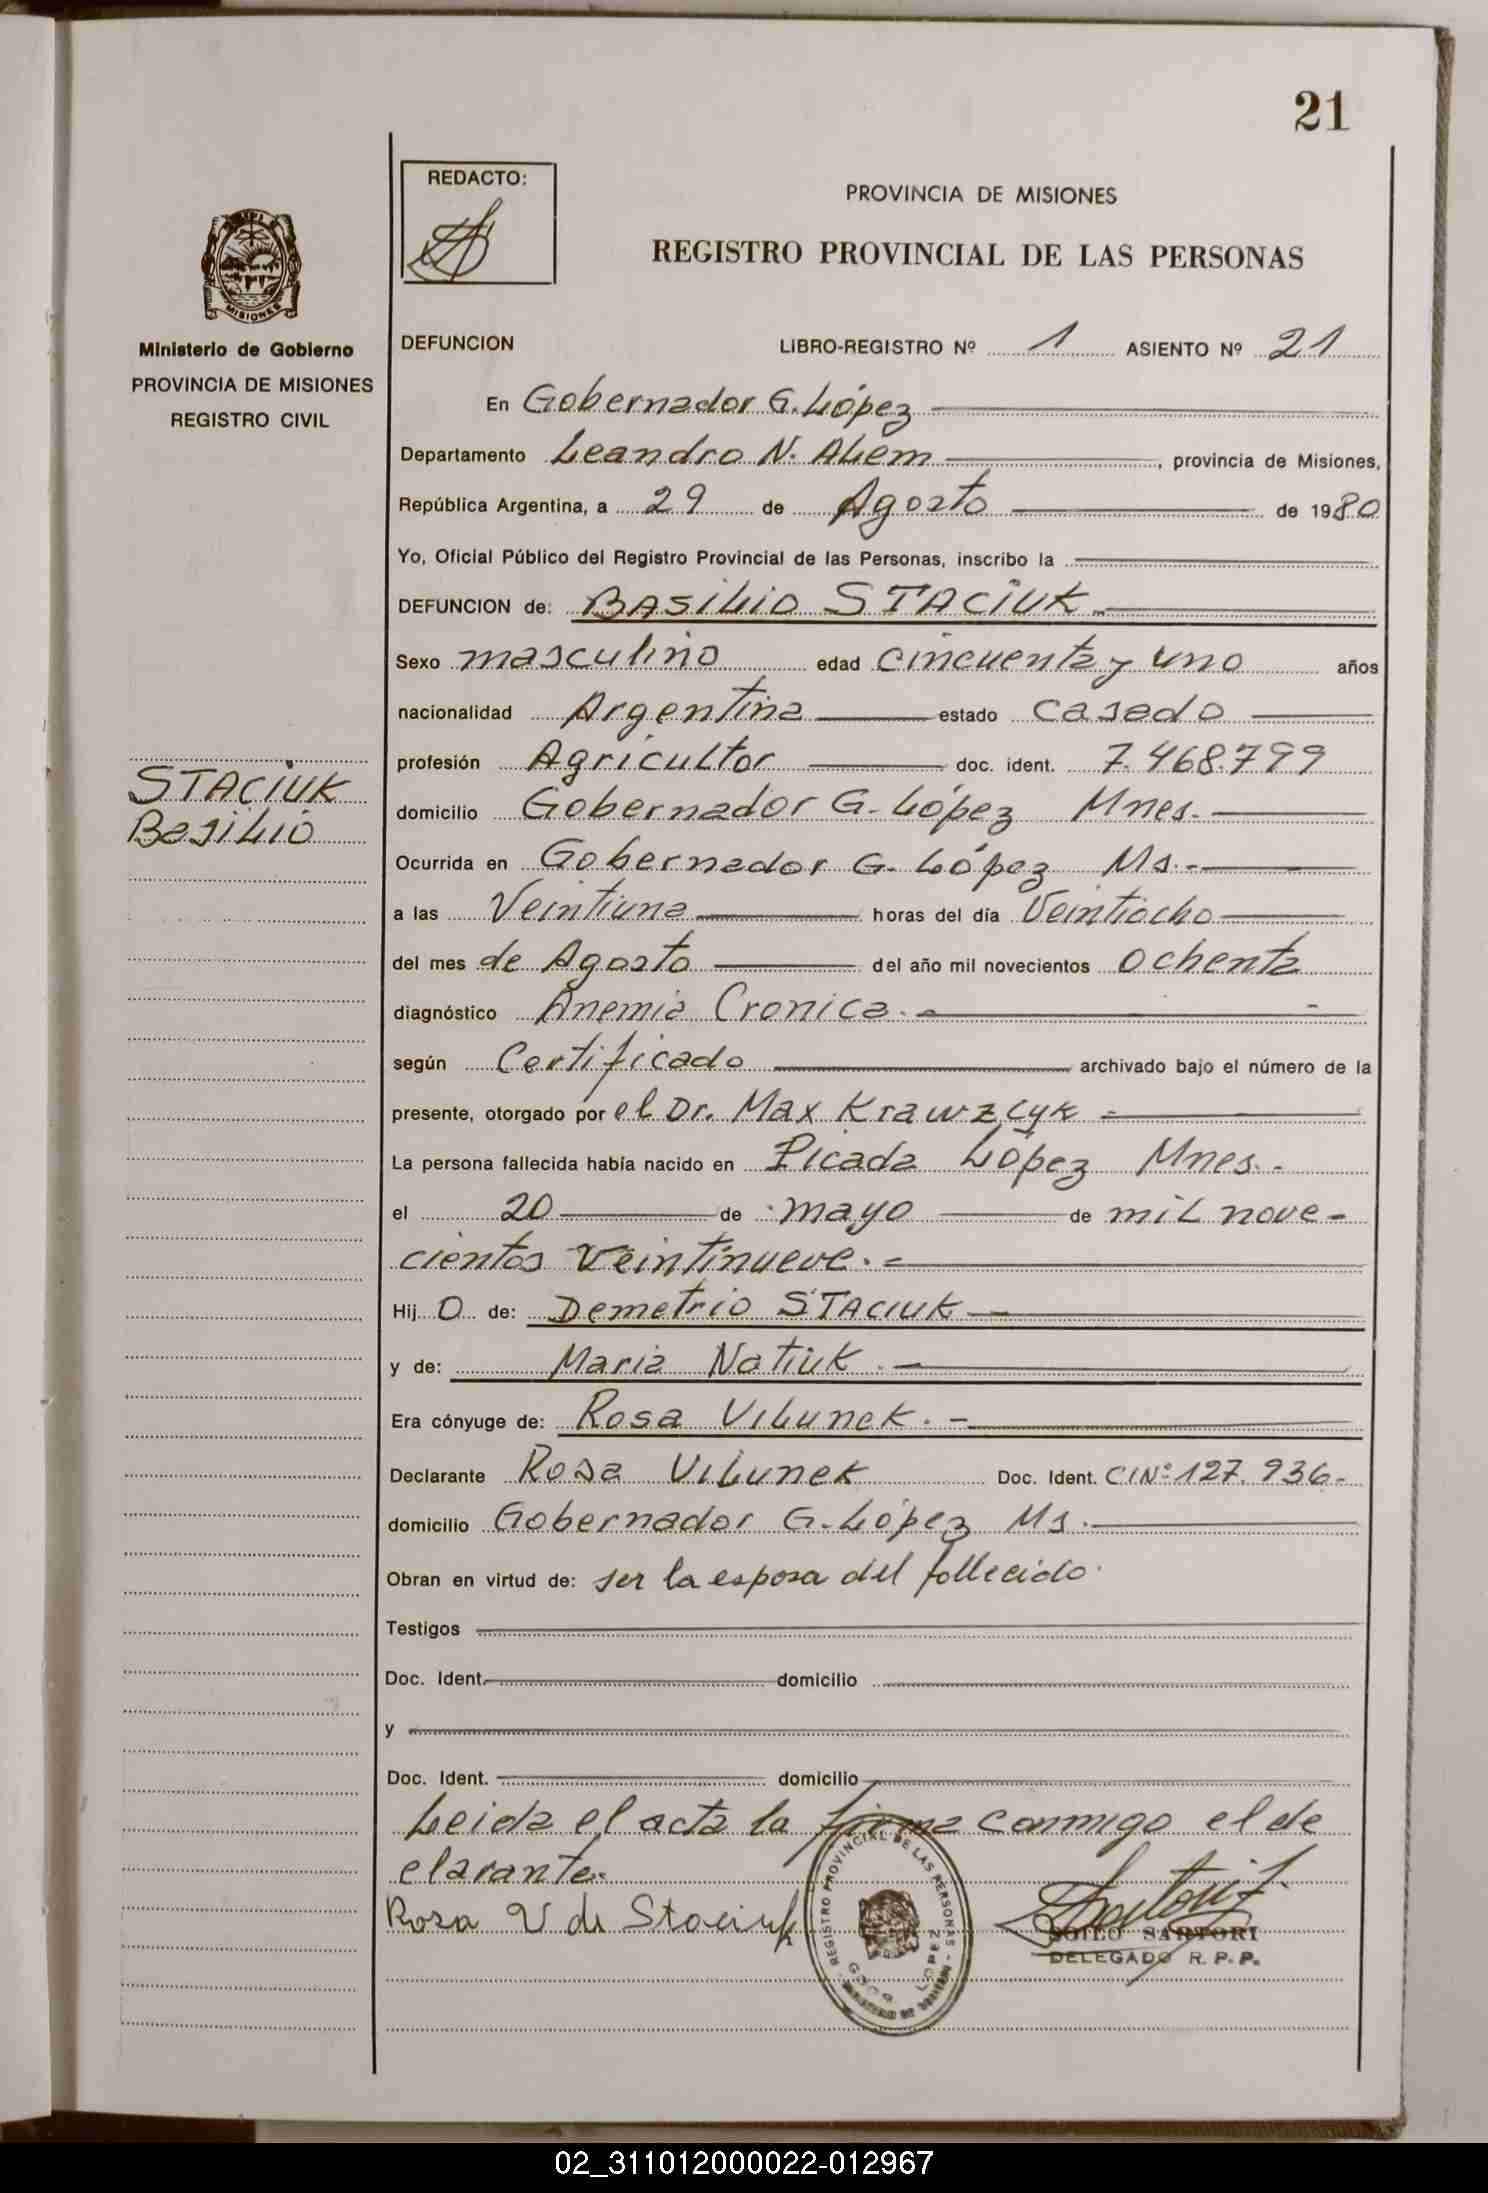 21
REDACTO:
PROVINCIA DE MISIONES
REGISTRO PROVINCIAL DE LAS PERSONAS
MISIONES
Ministerio de Gobierno
PROVINCIA DE MISIONES
REGISTRO CIVIL
DEFUNCION LIBRO-REGISTRO Nº 1 ASIENTO Nº 21
En Gobernador G. López
Departamento Leandro N. Alem, provincia de Misiones,
República Argentina, a 29 de Agosto de 1980
Yo, Oficial Público del Registro Provincial de las Personas, inscribo la
DEFUNCION de: BASILIO STACIUK
Sexo masculino edad cincuenta y uno años
nacionalidad Argentina estado casado
profesión Agricultor doc. ident. 7.468.799
STACIUK
Basilio
domicilio Gobernador G. López Mnes.
Ocurrida en Gobernador G. López Ms.
a las Veintiuna horas del día Veintiocho
del mes de Agosto del año mil novecientos ochenta
diagnóstico Anemia Cronica.
según Certificado archivado bajo el número de la
presente, otorgado por el Dr. Max Krawzcyk
La persona fallecida había nacido en Picada López Mnes.
el 20 de mayo de mil nove-
cientos veintinueve.
Hij o de: Demetrio STACIUK
y de: Maria Natiuk.
Era cónyuge de: Rosa Vilunek.
Declarante Rosa Vilunek Doc. Ident. CINº 127.936
domicilio Gobernador G. López Ms.
Obran en virtud de: ser la esposa del fallecido.
Testigos
Doc. Ident. domicilio
y
Doc. Ident. domicilio
Leida el acta la firma conmigo el de
clarante.
Rosa V de Staciuk
REGISTRO PROVINCIAL DE LAS PERSONAS
GDOR. LOPEZ
SOILO SARTORI
DELEGADO R. P. P.
02_311012000022-012967